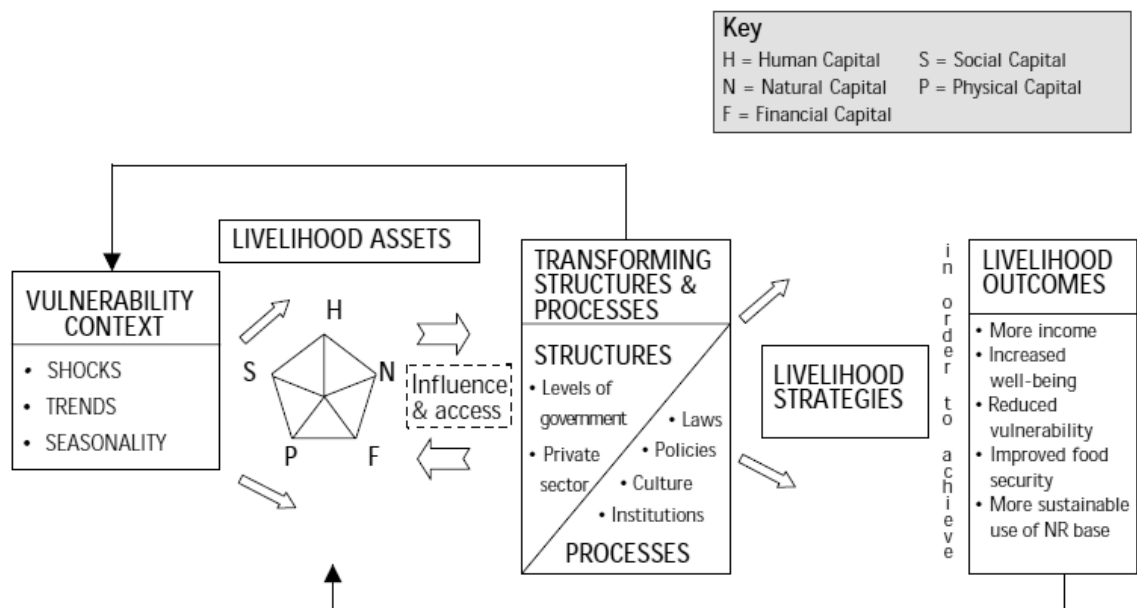 Key
H = Human Capital S = Social Capital
N = Natural Capital P = Physical Capital
F = Financial Capital
LIVELIHOOD ASSETS
VULNERABILITY
CONTEXT
• SHOCKS
• TRENDS
• SEASONALITY
H
S
N
P
F
Influence
& access
TRANSFORMING
STRUCTURES &
PROCESSES
STRUCTURES
• Levels of
government
• Private
sector
• Laws
• Policies
• Culture
• Institutions
PROCESSES
LIVELIHOOD
STRATEGIES
in order to achieve
LIVELIHOOD
OUTCOMES
• More income
• Increased
well-being
• Reduced
vulnerability
• Improved food
security
• More sustainable
use of NR base